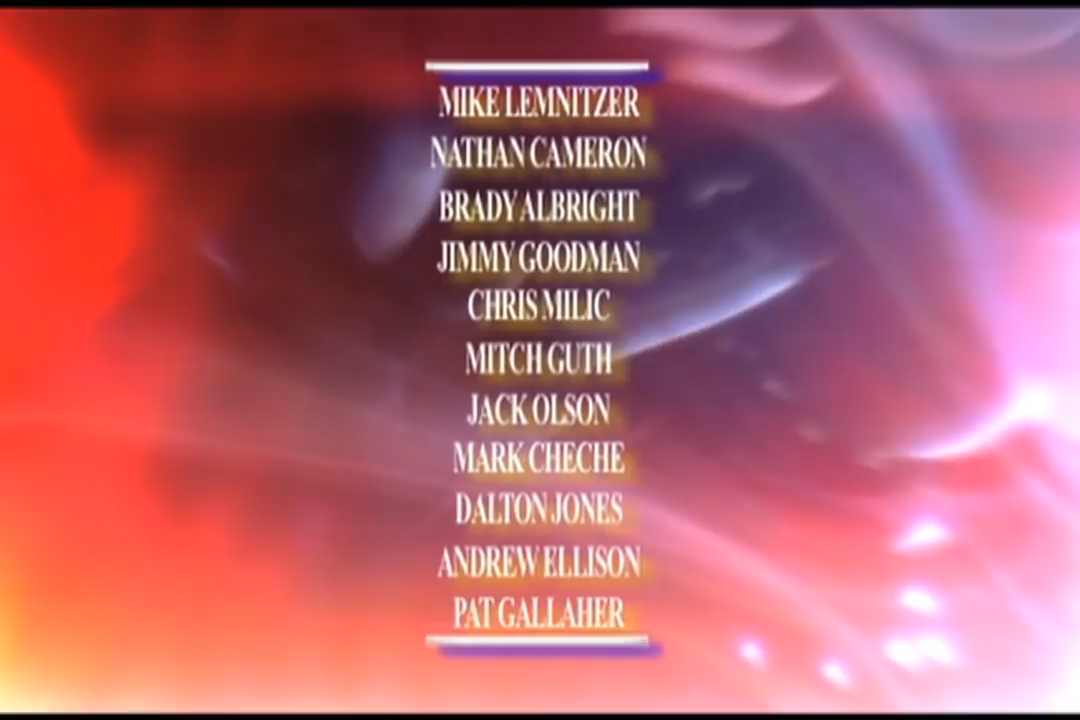 MIKE LEMNITZER
NATHAN CAMERON
BRADY ALBRIGHT
JIMMY GOODMAN
CHRIS MILIC
MITCH GUTH
JACK OLSON
MARK CHECHE
DALTON JONES
ANDREW ELLISON
PAT GALLAHER